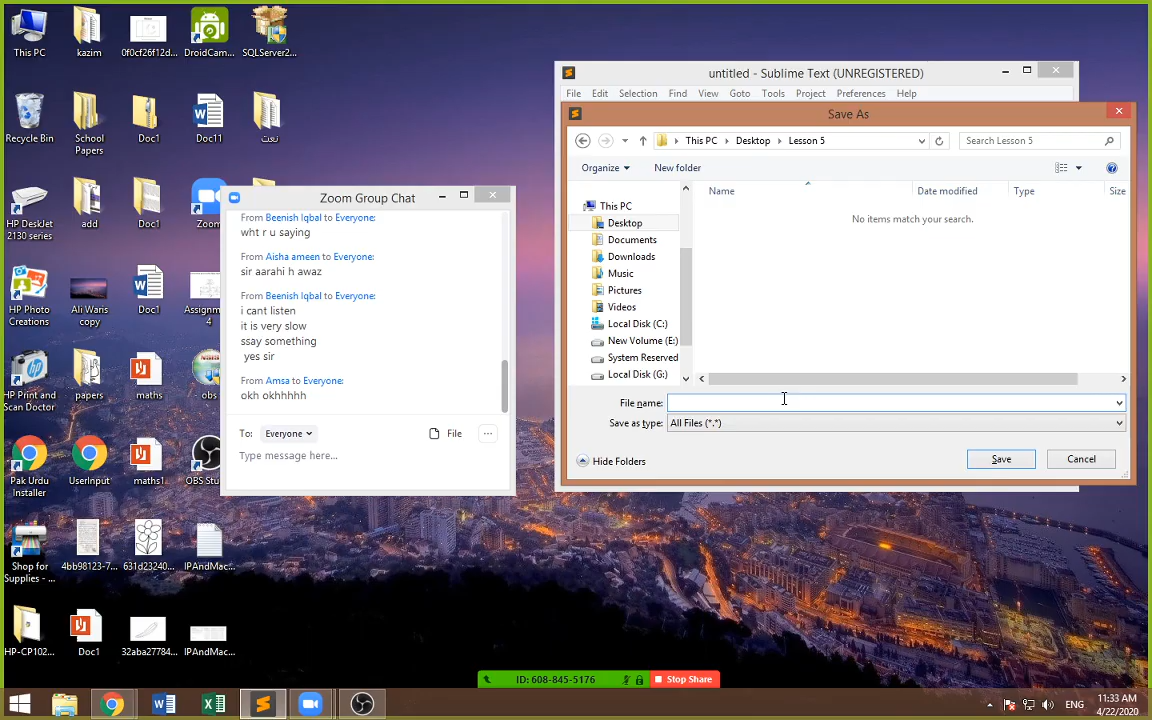 This PC
kazim
0f0cf26f12d...
DroidCam...
SQLServer2...
Recycle Bin
School
Papers
Doc1
Doc11
نعت
HP DeskJet
2130 series
add
Doc1
Zoom
HP Photo
Creations
Ali Waris
copy
Doc1
Assignm
4
HP Print and
Scan Doctor
papers
maths
obs
Pak Urdu
Installer
UserInput
maths1
OBS Stu
Shop for
Supplies - ...
4bb98123-7...
631d23240...
IPAndMac...
HP-CP102...
Doc1
32aba27784...
IPAndMac...
Zoom Group Chat
From Beenish Iqbal to Everyone:
wht r u saying
From Aisha ameen to Everyone:
sir aarahi h awaz
From Beenish Iqbal to Everyone:
i cant listen
it is very slow
ssay something
yes sir
From Amsa to Everyone:
okh okhhhhh
To: Everyone
File
...
Type message here...
untitled - Sublime Text (UNREGISTERED)
File Edit Selection Find View Goto Tools Project Preferences Help
Save As
This PC Desktop Lesson 5
Search Lesson 5
Organize
New folder
Name Date modified Type Size
No items match your search.
This PC
Desktop
Documents
Downloads
Music
Pictures
Videos
Local Disk (C:)
New Volume (E:)
System Reserved
Local Disk (G:)
File name:
Save as type: All Files (*.*)
Hide Folders
Save
Cancel
ID: 608-845-5176
Stop Share
ENG
11:33 AM
4/22/2020